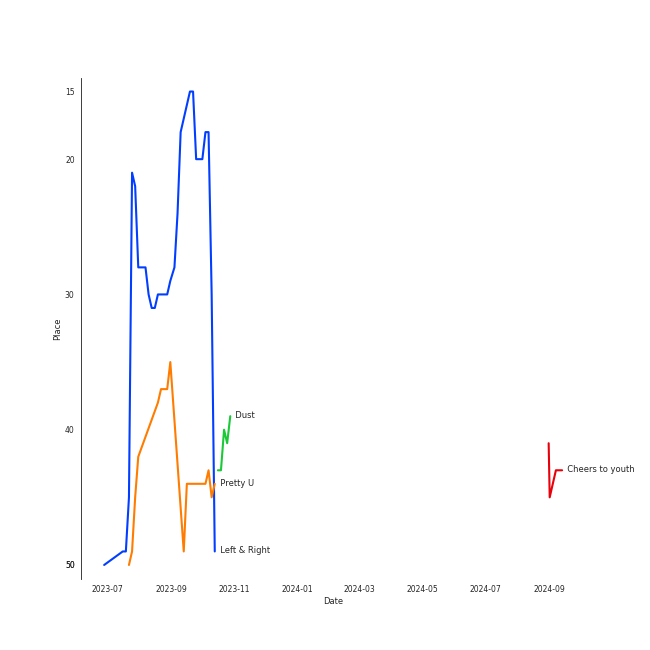 15
20
30
40
50
Place
Dust
Pretty U
Left & Right
Cheers to youth
2023-07
2023-09
2023-11
2024-01
2024-03
2024-05
2024-07
2024-09
Date